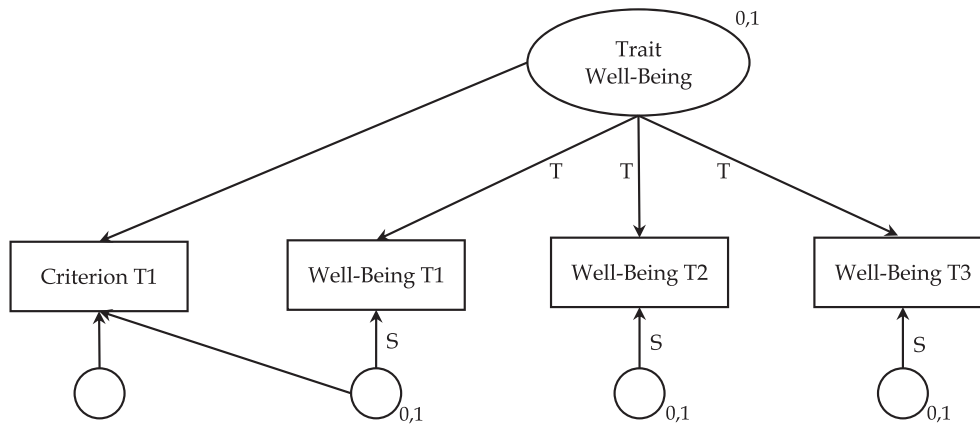 0,1
Trait
Well-Being
T
T
T
Criterion T1
Well-Being T1
Well-Being T2
Well-Being T3
S
S
S
0,1
0,1
0,1